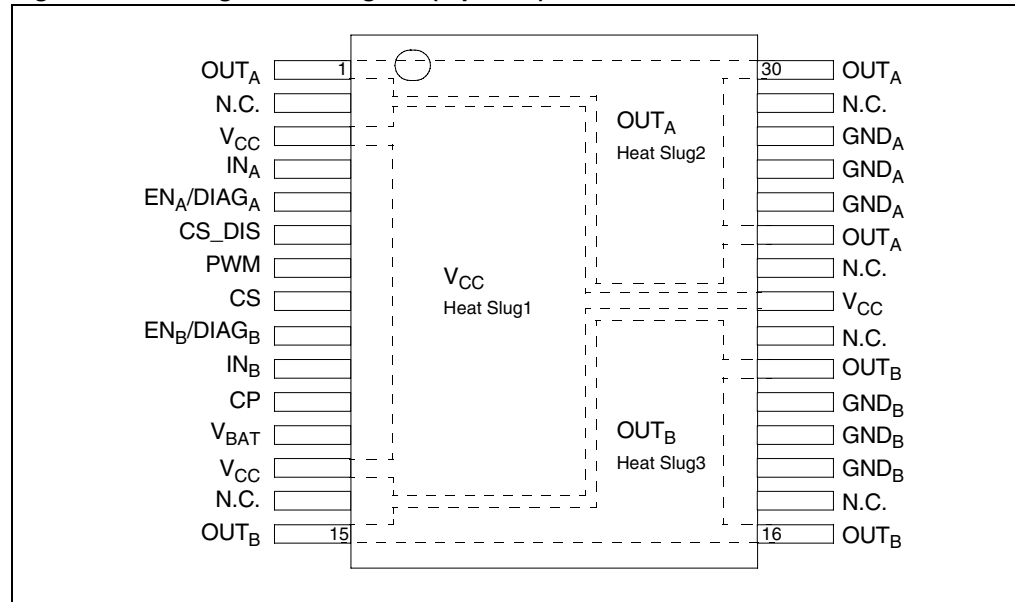 OUTA 1 30 OUTA
N.C. N.C.
VCC GNDA
INA GNDA
ENA/DIAGA GNDA
CS_DIS OUTA
PWM N.C.
CS VCC
ENB/DIAGB N.C.
INB OUTB
CP GNDB
VBAT GNDB
VCC GNDB
N.C. N.C.
OUTB 15 16 OUTB
OUTA
Heat Slug2
VCC
Heat Slug1
OUTB
Heat Slug3